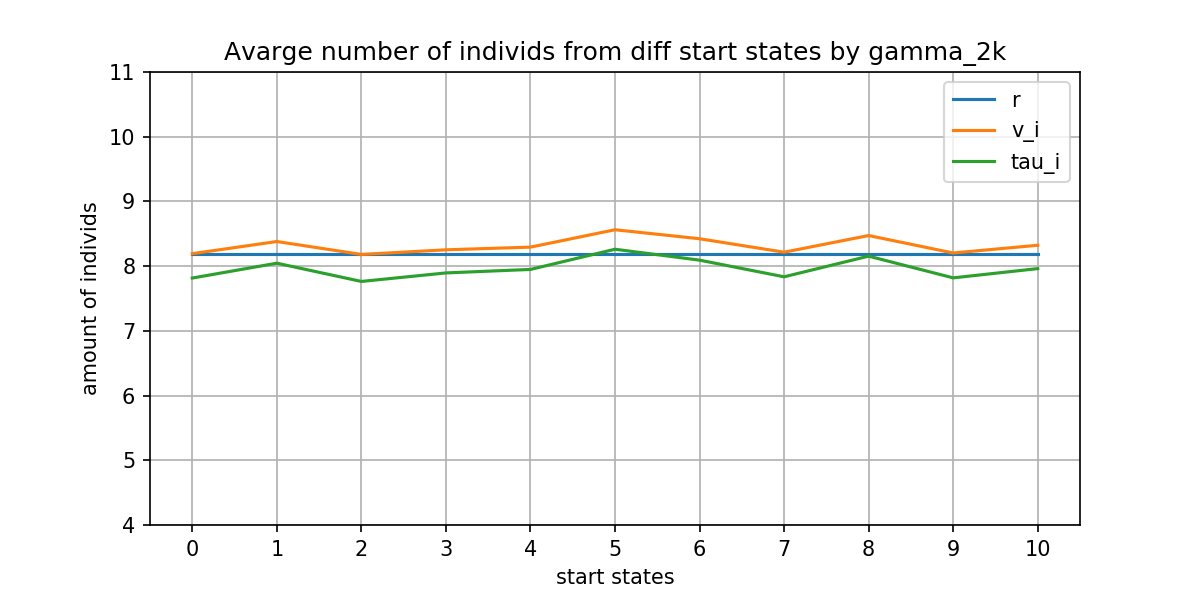 Avarge number of individs from diff start states by gamma_2k
11
10
9
8
7
6
5
4
amount of individs
r
v_i
tau_i
0 1 2 3 4 5 6 7 8 9 10
start states